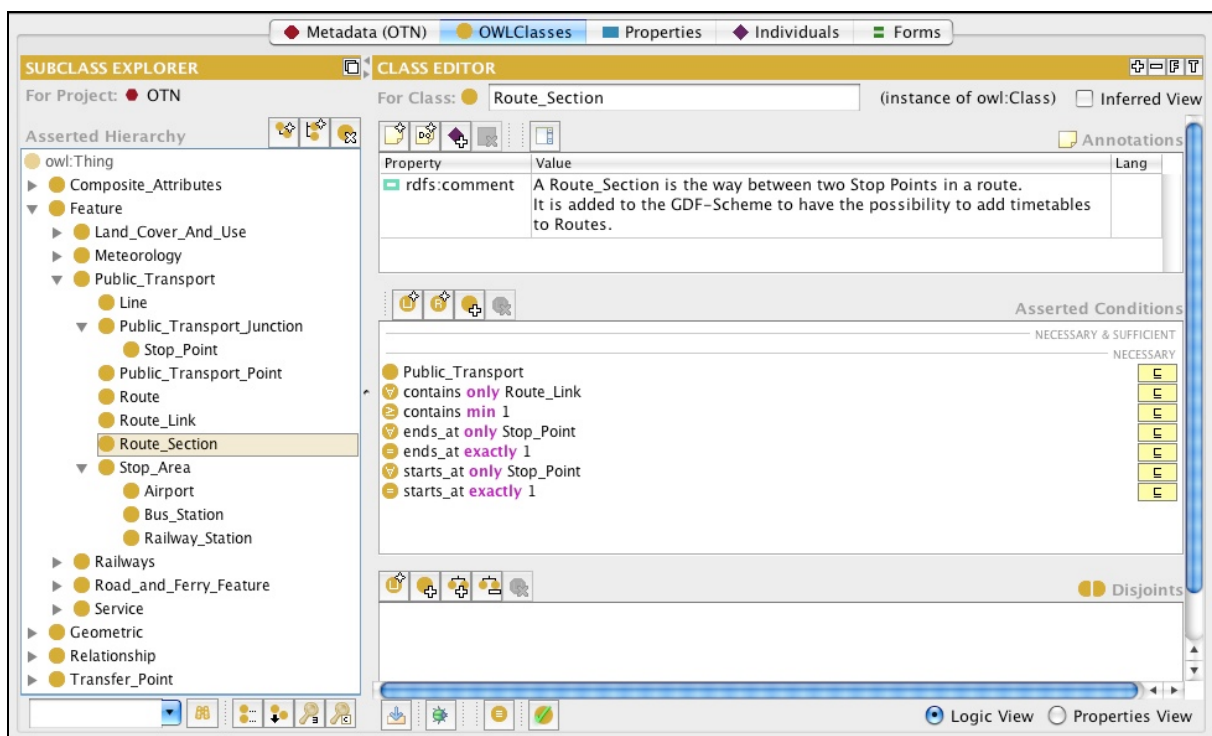 Metadata (OTN) OWLClasses Properties Individuals Forms
SUBCLASS EXPLORER
For Project: OTN
Asserted Hierarchy
owl:Thing
Composite_Attributes
Feature
Land_Cover_And_Use
Meteorology
Public_Transport
Line
Public_Transport_Junction
Stop_Point
Public_Transport_Point
Route
Route_Link
Route_Section
Stop_Area
Airport
Bus_Station
Railway_Station
Railways
Road_and_Ferry_Feature
Service
Geometric
Relationship
Transfer_Point
CLASS EDITOR
For Class: Route_Section (instance of owl:Class) Inferred View
Annotations
Property Value Lang
rdfs:comment A Route_Section is the way between two Stop Points in a route.
It is added to the GDF-Scheme to have the possibility to add timetables
to Routes.
Asserted Conditions
NECESSARY & SUFFICIENT
NECESSARY
Public_Transport ⊑
∀ contains only Route_Link ⊑
≥ contains min 1 ⊑
∀ ends_at only Stop_Point ⊑
= ends_at exactly 1 ⊑
∀ starts_at only Stop_Point ⊑
= starts_at exactly 1 ⊑
Disjoints
Logic View Properties View